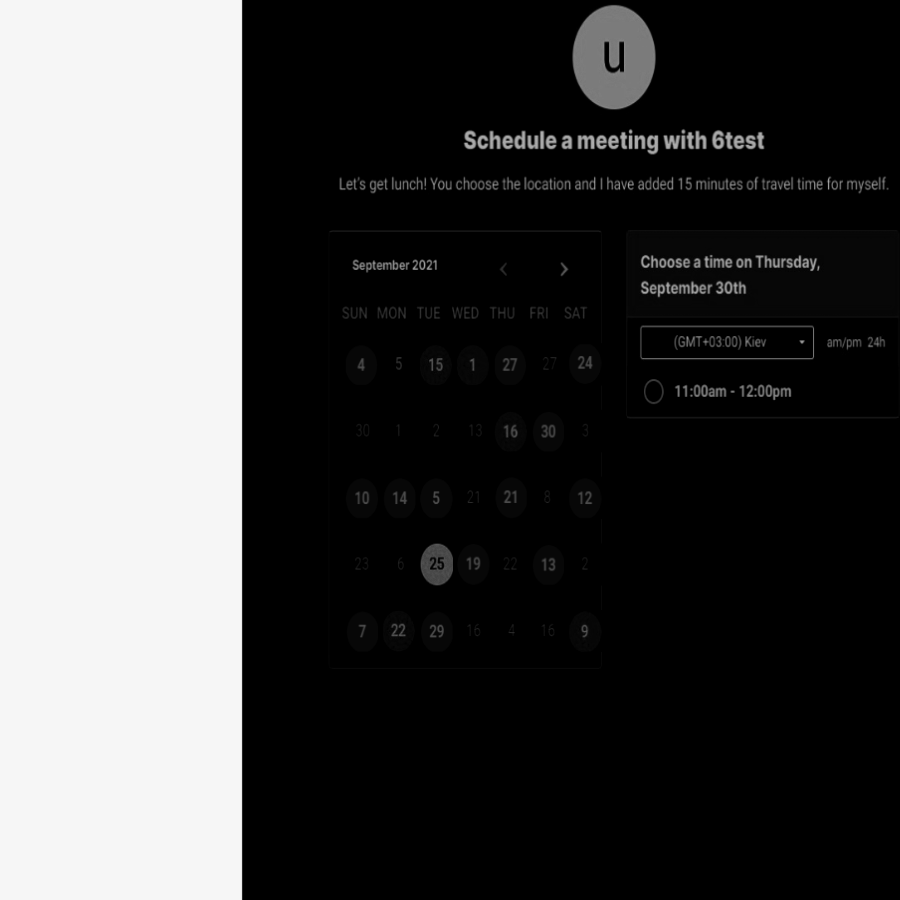 u
Schedule a meeting with 6test
Let's get lunch! You choose the location and I have added 15 minutes of travel time for myself.
September 2021
SUN MON TUE WED THU FRI SAT
4 5 15 1 27 27 24
30 1 2 13 16 30 3
10 14 5 21 21 8 12
23 6 25 19 22 13 2
7 22 29 16 4 16 9
Choose a time on Thursday,
September 30th
(GMT+03:00) Kiev am/pm 24h
11:00am - 12:00pm